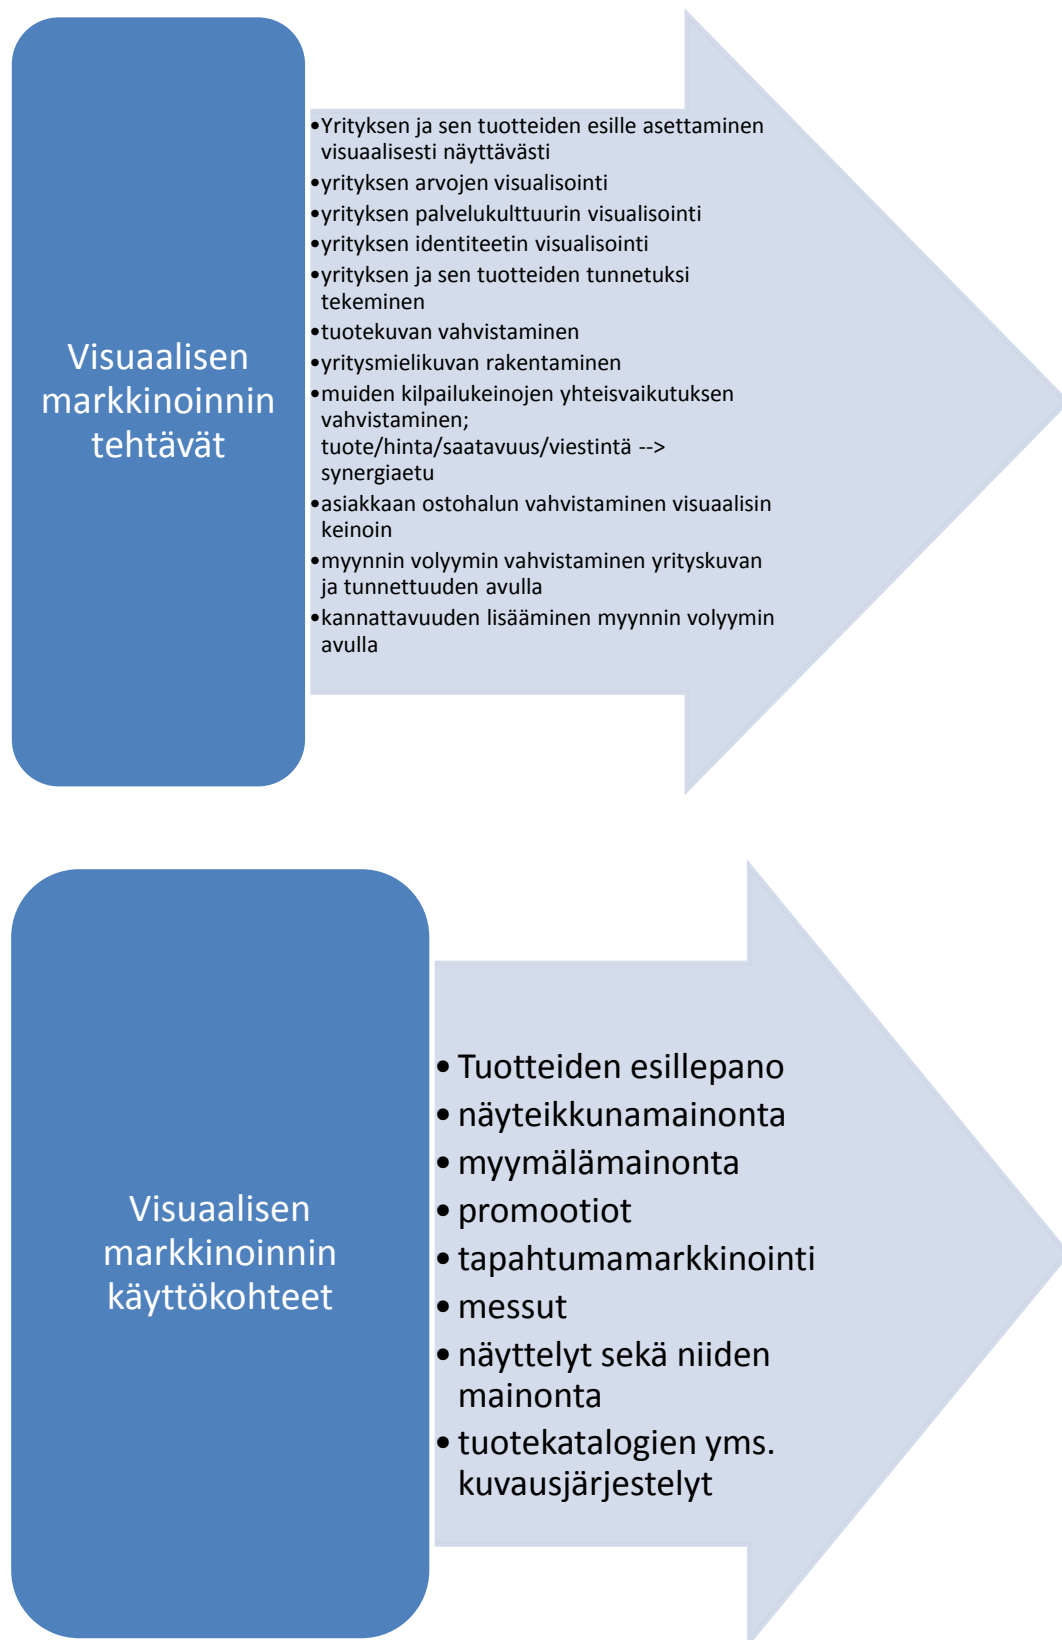 Visuaalisen
markkinoinnin
tehtävät
•Yrityksen ja sen tuotteiden esille asettaminen
visuaalisesti näyttävästi
•yrityksen arvojen visualisointi
•yrityksen palvelukulttuurin visualisointi
•yrityksen identiteetin visualisointi
•yrityksen ja sen tuotteiden tunnetuksi
tekeminen
•tuotekuvan vahvistaminen
•yritysmielikuvan rakentaminen
•muiden kilpailukeinojen yhteisvaikutuksen
vahvistaminen;
tuote/hinta/saatavuus/viestintä -->
synergiaetu
•asiakkaan ostohalun vahvistaminen visuaalisin
keinoin
•myynnin volyymin vahvistaminen yrityskuvan
ja tunnettuuden avulla
•kannattavuuden lisääminen myynnin volyymin
avulla
Visuaalisen
markkinoinnin
käyttökohteet
• Tuotteiden esillepano
• näyteikkunamainonta
• myymälämainonta
• promootiot
• tapahtumamarkkinointi
• messut
• näyttelyt sekä niiden
mainonta
• tuotekatalogien yms.
kuvausjärjestelyt